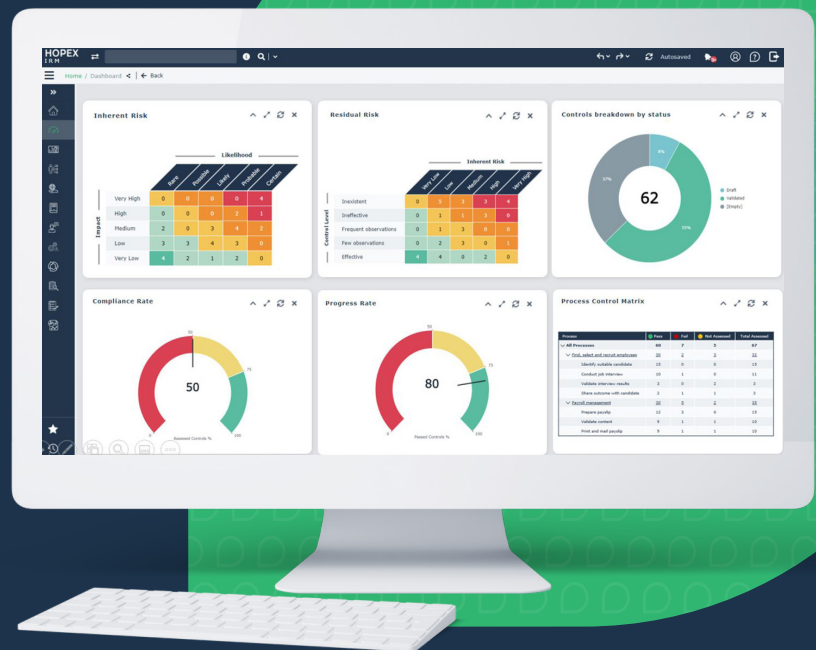 HOPEX
IRM
Autosaved
Home / Dashboard
Back
Inherent Risk
Likelihood
Rare Possible Likely Probable Certain
Impact
Very High 0 0 0 0 4
High 0 0 0 2 1
Medium 2 0 3 4 2
Low 3 3 4 3 0
Very Low 4 2 1 2 0
Residual Risk
Inherent Risk
Very Low Low Medium High Very High
Control Level
Inexistent 0 5 3 3 4
Ineffective 0 1 1 2 0
Frequent observations 0 1 3 0 0
Few observations 0 2 3 0 1
Effective 4 4 0 2 0
Controls breakdown by status
62
37%
Draft
Validated
[Empty]
Compliance Rate
50
75
50
0
100
Assessed Controls %
Progress Rate
50
75
80
0
100
Passed Controls %
Process Control Matrix
Process Pass Fail Not Assessed Total Assessed
All Processes
Find, select and recruit employees
Identify suitable candidate
Conduct job interview
Validate interview results
Share outcome with candidate
Payroll management
Prepare payslip
Validate content
Print and mail payslip